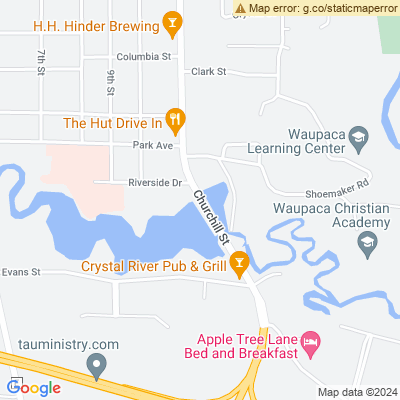 Map error: g.co/staticmaperror
H.H. Hinder Brewing
Columbia St
7th St
9th St
Clark St
The Hut Drive In
Park Ave
Waupaca
Learning Center
Riverside Dr
Churchill St
Shoemaker Rd
Waupaca Christian
Academy
Evans St
Crystal River Pub & Grill
tauministry.com
Apple Tree Lane
Bed and Breakfast
Google
Map data ©2024